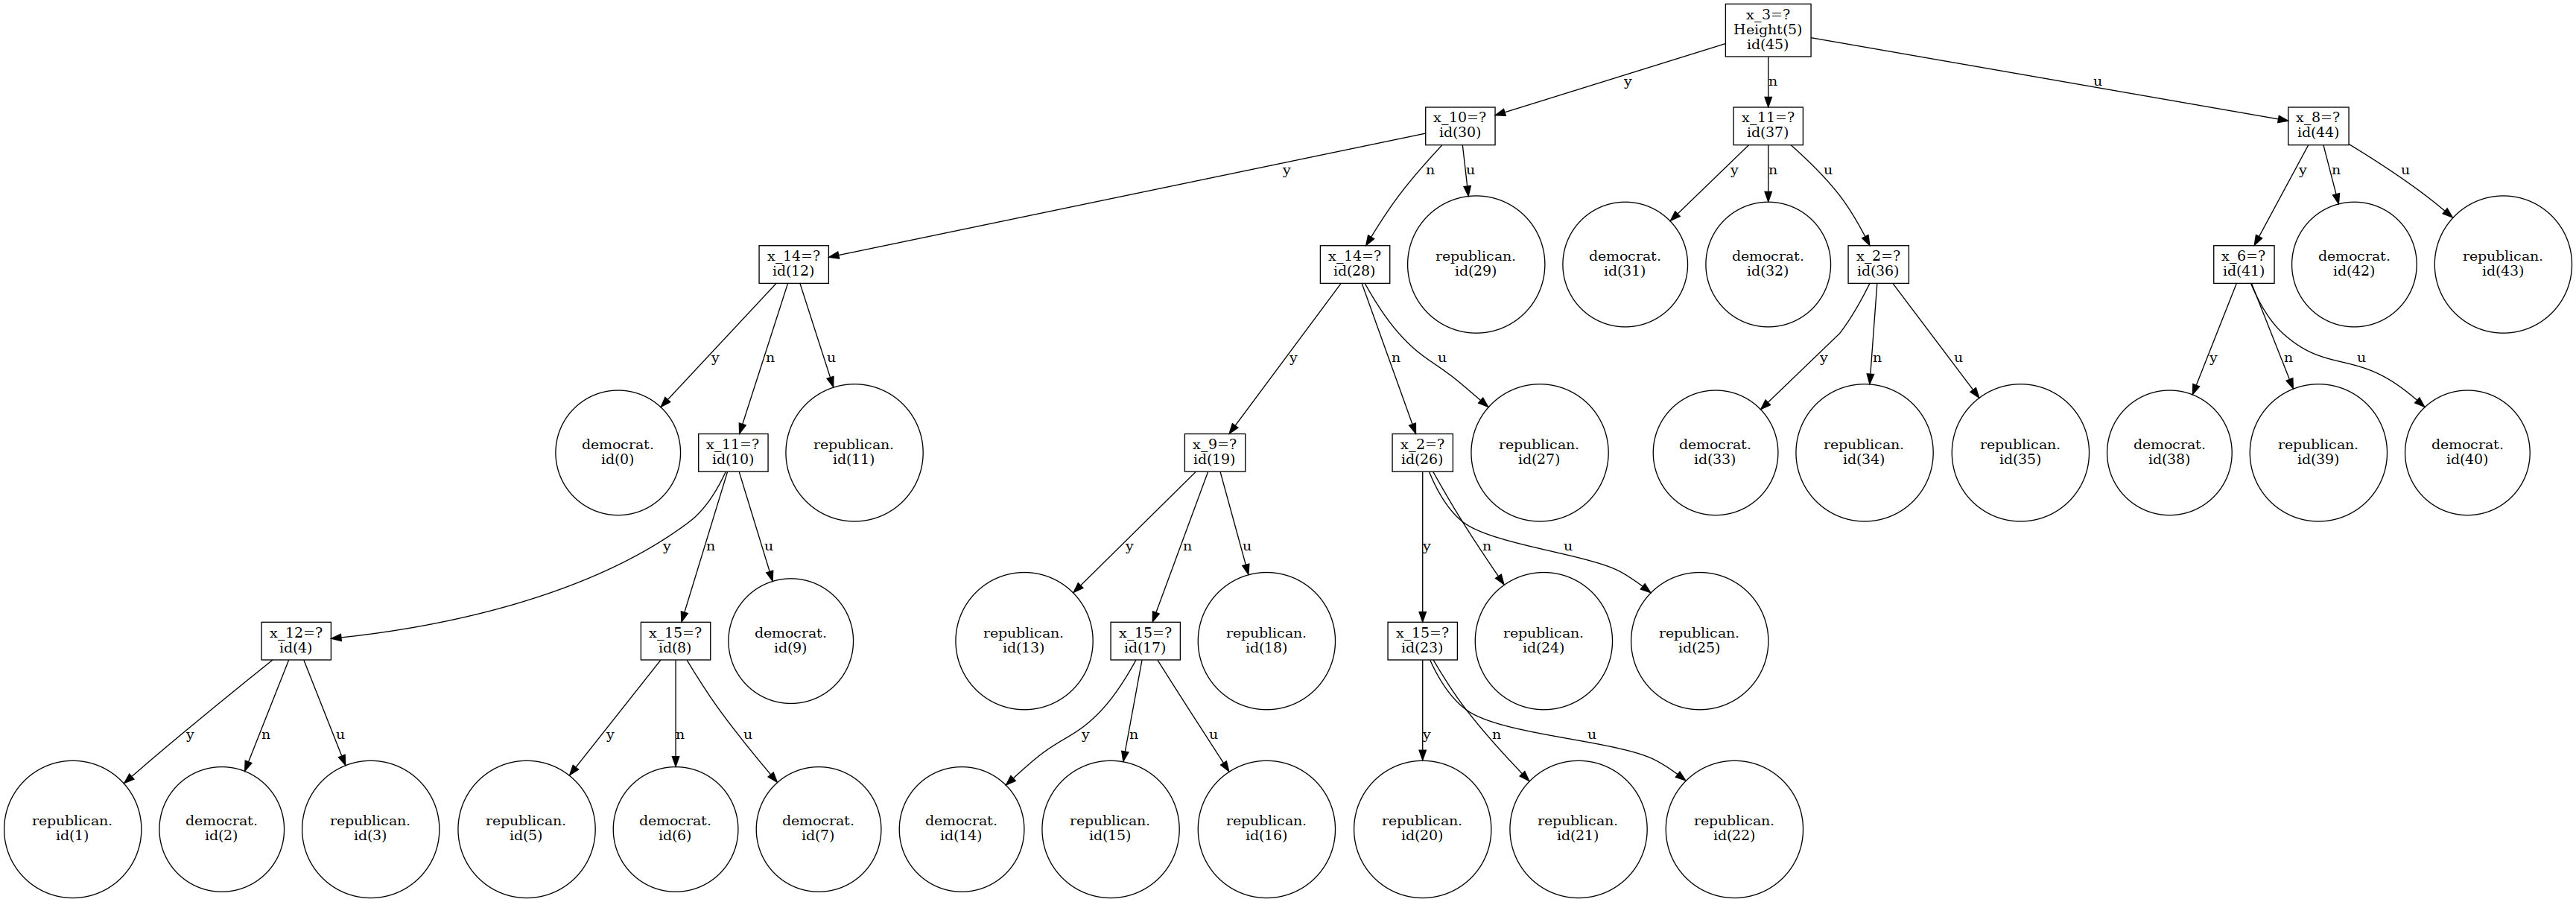 x_3=?
Height(5)
id(45)
y
n
u
x_10=?
id(30)
x_11=?
id(37)
x_8=?
id(44)
y
n
u
y
n
u
y
n
u
x_14=?
id(12)
x_14=?
id(28)
republican.
id(29)
democrat.
id(31)
democrat.
id(32)
x_2=?
id(36)
x_6=?
id(41)
democrat.
id(42)
republican.
id(43)
y
n
u
y
n
u
y
n
u
y
n
u
democrat.
id(0)
x_11=?
id(10)
republican.
id(11)
x_9=?
id(19)
x_2=?
id(26)
republican.
id(27)
democrat.
id(33)
republican.
id(34)
republican.
id(35)
democrat.
id(38)
republican.
id(39)
democrat.
id(40)
y
n
u
y
n
u
y
n
u
x_12=?
id(4)
x_15=?
id(8)
democrat.
id(9)
republican.
id(13)
x_15=?
id(17)
republican.
id(18)
x_15=?
id(23)
republican.
id(24)
republican.
id(25)
y
n
u
y
n
u
y
n
u
y
n
u
republican.
id(1)
democrat.
id(2)
republican.
id(3)
republican.
id(5)
democrat.
id(6)
democrat.
id(7)
democrat.
id(14)
republican.
id(15)
republican.
id(16)
republican.
id(20)
republican.
id(21)
republican.
id(22)